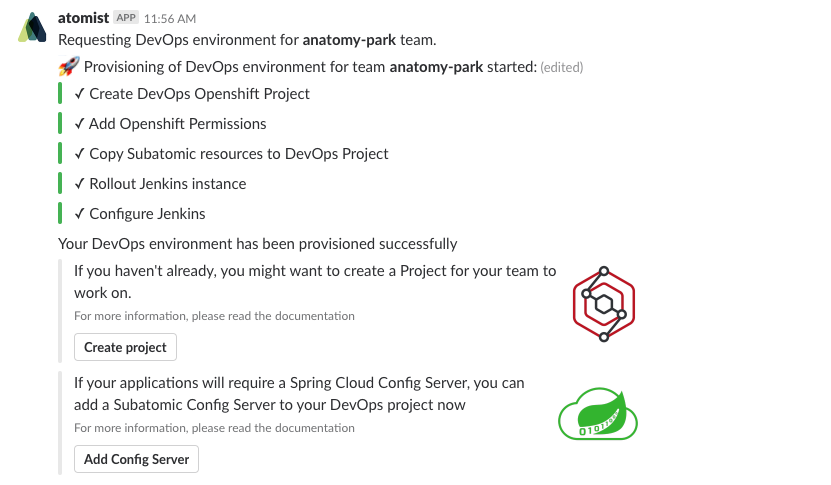 atomist APP 11:56 AM
Requesting DevOps environment for anatomy-park team.
🚀 Provisioning of DevOps environment for team anatomy-park started: (edited)
✓ Create DevOps Openshift Project
✓ Add Openshift Permissions
✓ Copy Subatomic resources to DevOps Project
✓ Rollout Jenkins instance
✓ Configure Jenkins
Your DevOps environment has been provisioned successfully
If you haven't already, you might want to create a Project for your team to
work on.
For more information, please read the documentation
Create project
If your applications will require a Spring Cloud Config Server, you can
add a Subatomic Config Server to your DevOps project now
For more information, please read the documentation
Add Config Server